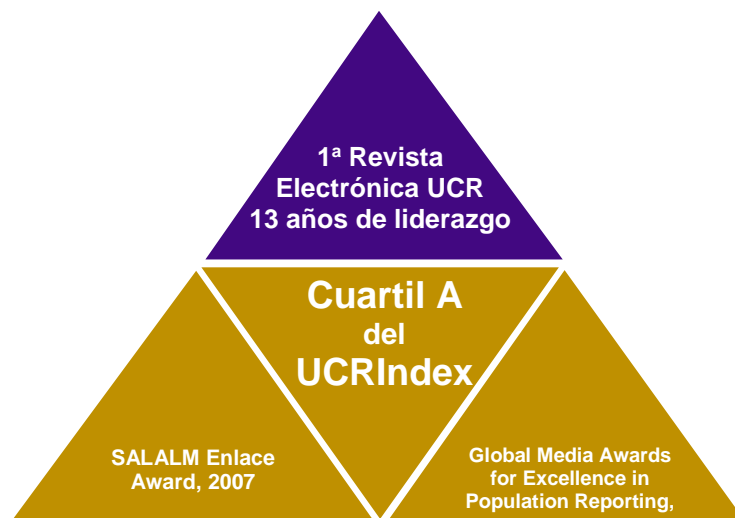 1ª Revista
Electrónica UCR
13 años de liderazgo
Cuartil A
del
UCRIndex
SALALM Enlace
Award, 2007
Global Media Awards
for Excellence in
Population Reporting,